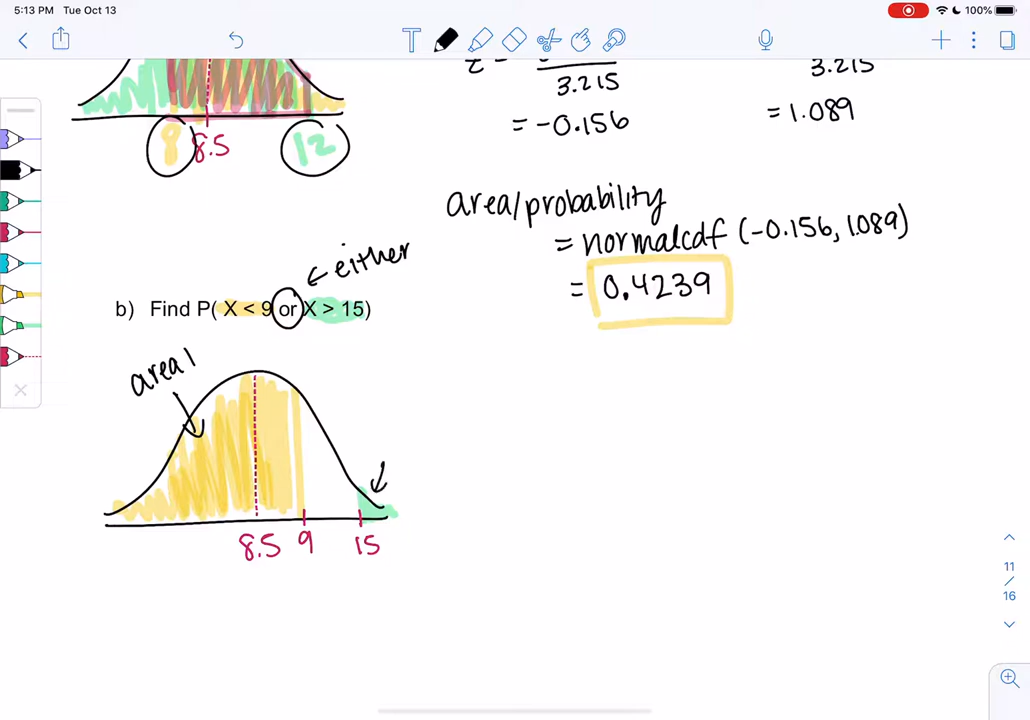 5:13 PM Tue Oct 13
100%
T
3.215
3.215
= -0.156
= 1.089
8 8.5 12
area/probability
= normalcdf (-0.156, 1.089)
= 0.4239
← either
b) Find P( X < 9 or X > 15)
area 1
8.5 9 15
11
/
16